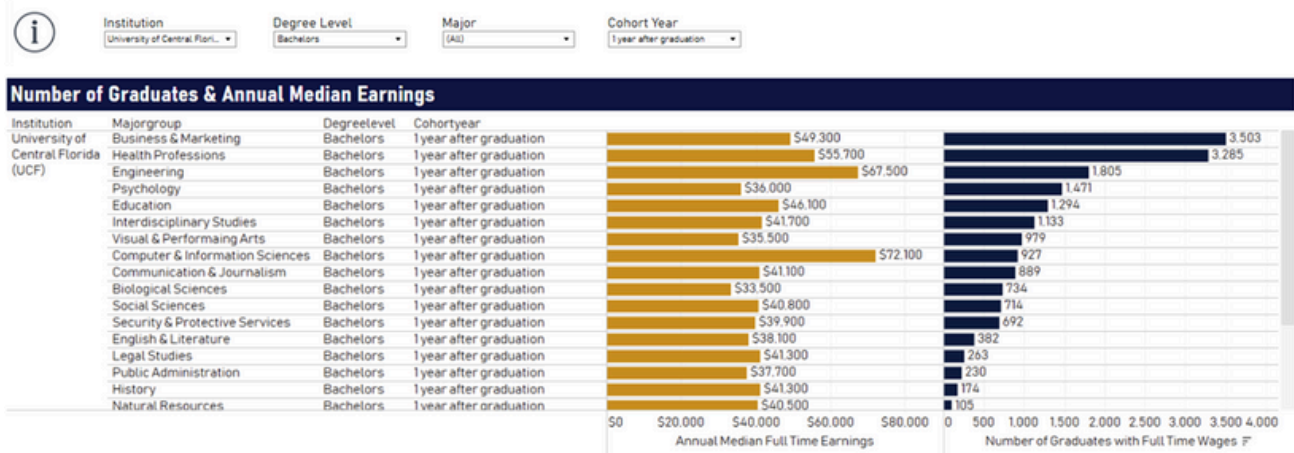 i
Institution Degree Level Major Cohort Year
University of Central Flori... Bachelors (All) 1 year after graduation
Number of Graduates & Annual Median Earnings
Institution Majorgroup Degreelevel Cohortyear
University of Business & Marketing Bachelors 1 year after graduation $49,300 3,503
Central Florida Health Professions Bachelors 1 year after graduation $55,700 3,285
(UCF) Engineering Bachelors 1 year after graduation $67,500 1,805
Psychology Bachelors 1 year after graduation $36,000 1,471
Education Bachelors 1 year after graduation $46,100 1,294
Interdisciplinary Studies Bachelors 1 year after graduation $41,700 1,133
Visual & Performaing Arts Bachelors 1 year after graduation $35,500 979
Computer & Information Sciences Bachelors 1 year after graduation $72,100 927
Communication & Journalism Bachelors 1 year after graduation $41,100 889
Biological Sciences Bachelors 1 year after graduation $33,500 734
Social Sciences Bachelors 1 year after graduation $40,800 714
Security & Protective Services Bachelors 1 year after graduation $39,900 692
English & Literature Bachelors 1 year after graduation $38,100 382
Legal Studies Bachelors 1 year after graduation $41,300 263
Public Administration Bachelors 1 year after graduation $37,700 230
History Bachelors 1 year after graduation $41,300 174
Natural Resources Bachelors 1 year after graduation $40,500 105
$0 $20,000 $40,000 $60,000 $80,000 0 500 1,000 1,500 2,000 2,500 3,000 3,500 4,000
Annual Median Full Time Earnings Number of Graduates with Full Time Wages